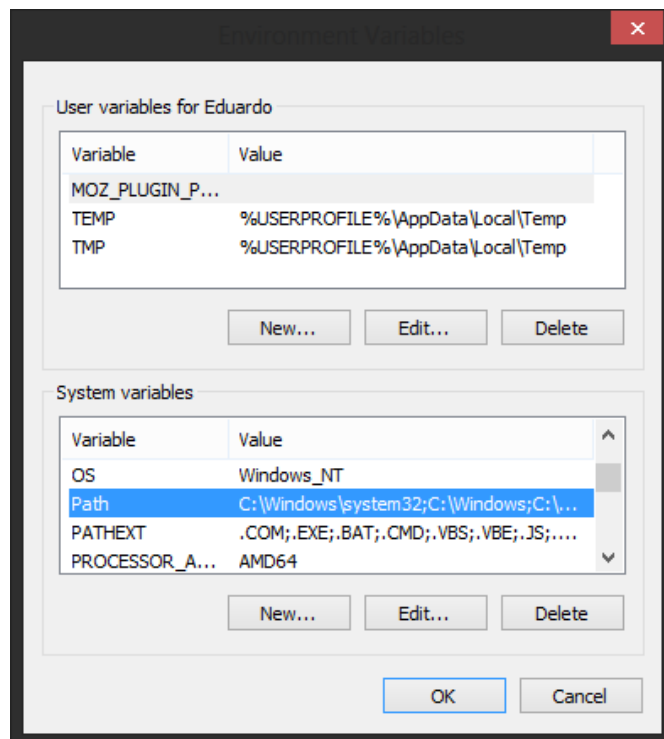 Environment Variables
User variables for Eduardo
Variable Value
MOZ_PLUGIN_P...
TEMP %USERPROFILE%\AppData\Local\Temp
TMP %USERPROFILE%\AppData\Local\Temp
New... Edit... Delete
System variables
Variable Value
OS Windows_NT
Path C:\Windows\system32;C:\Windows;C:\...
PATHEXT .COM;.EXE;.BAT;.CMD;.VBS;.VBE;.JS;....
PROCESSOR_A... AMD64
New... Edit... Delete
OK Cancel